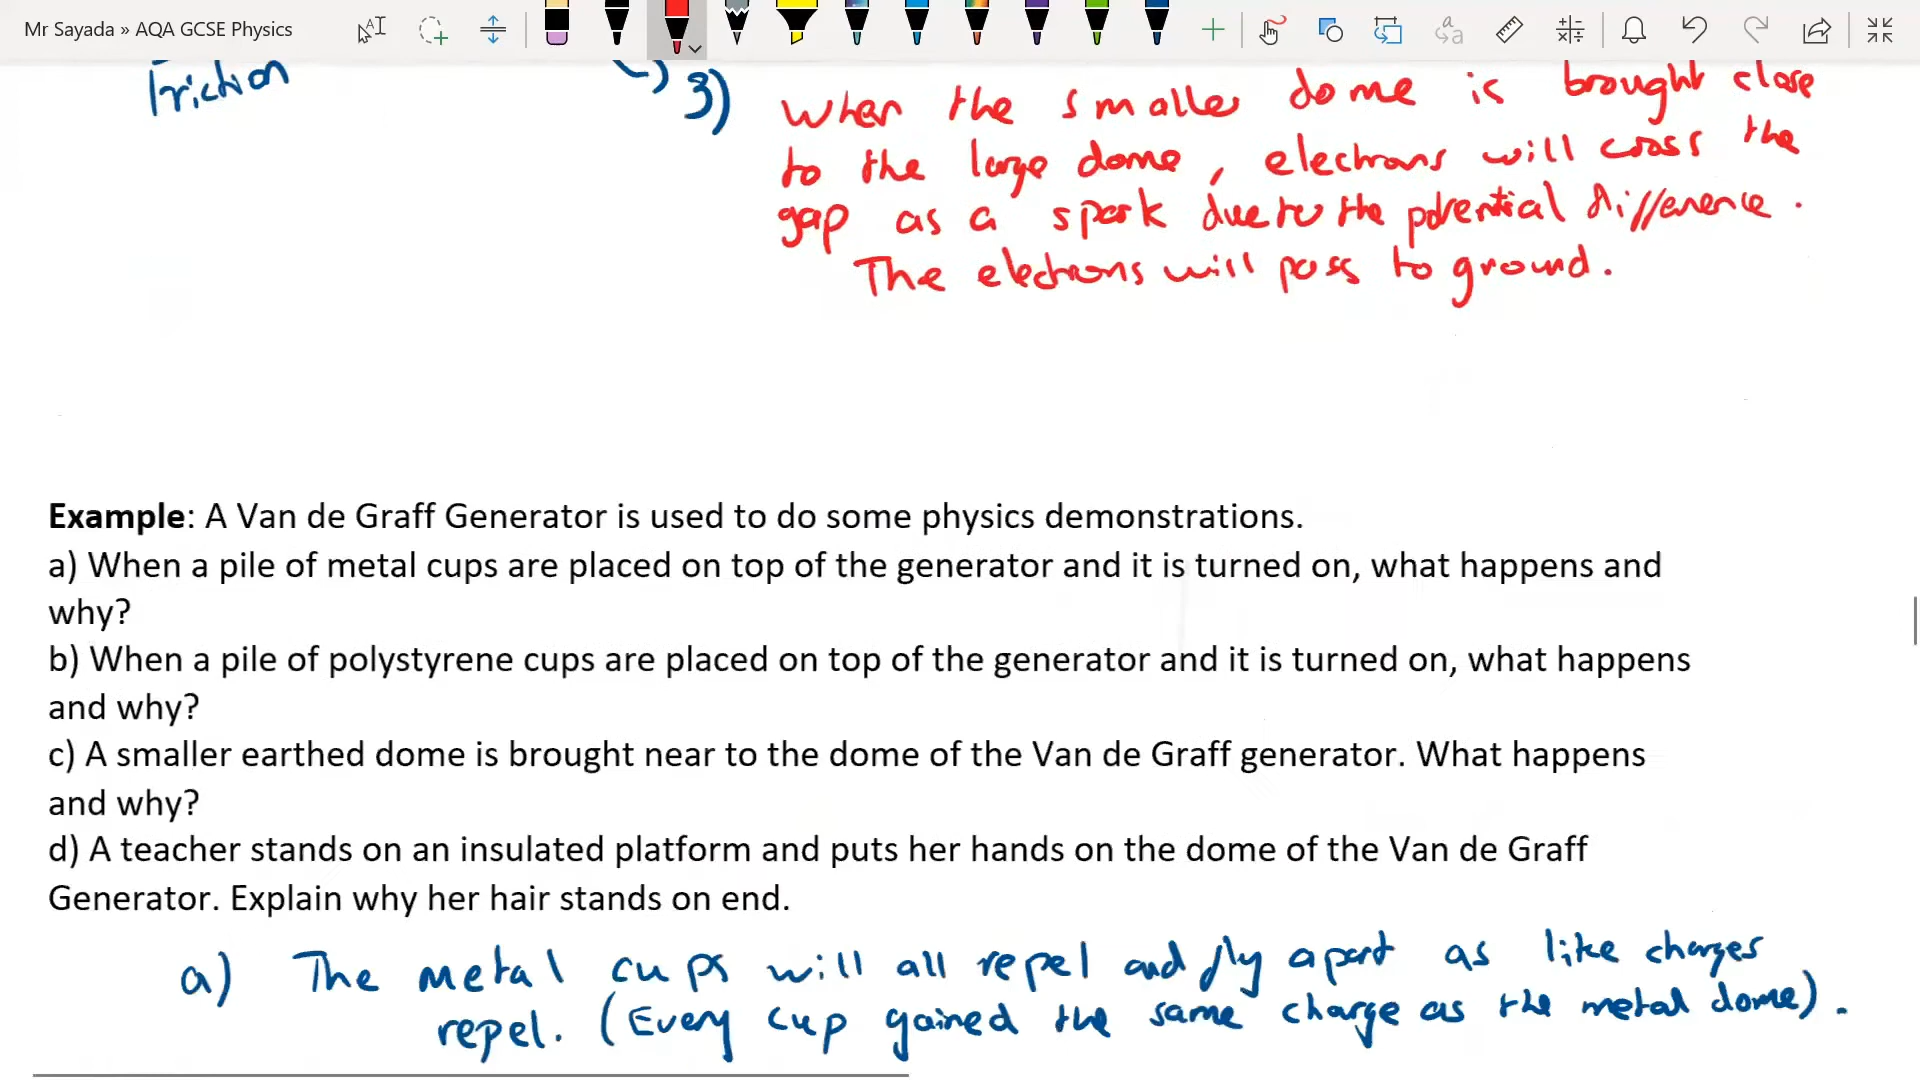 Mr Sayada » AQA GCSE Physics
friction
3)
when the smaller dome is brought close
to the large dome, electrons will cross the
gap as a spark due to the potential difference.
The electrons will pass to ground.
Example: A Van de Graff Generator is used to do some physics demonstrations.
a) When a pile of metal cups are placed on top of the generator and it is turned on, what happens and
why?
b) When a pile of polystyrene cups are placed on top of the generator and it is turned on, what happens
and why?
c) A smaller earthed dome is brought near to the dome of the Van de Graff generator. What happens
and why?
d) A teacher stands on an insulated platform and puts her hands on the dome of the Van de Graff
Generator. Explain why her hair stands on end.
a) The metal cups will all repel and fly apart as like charges
repel. (Every cup gained the same charge as the metal dome).